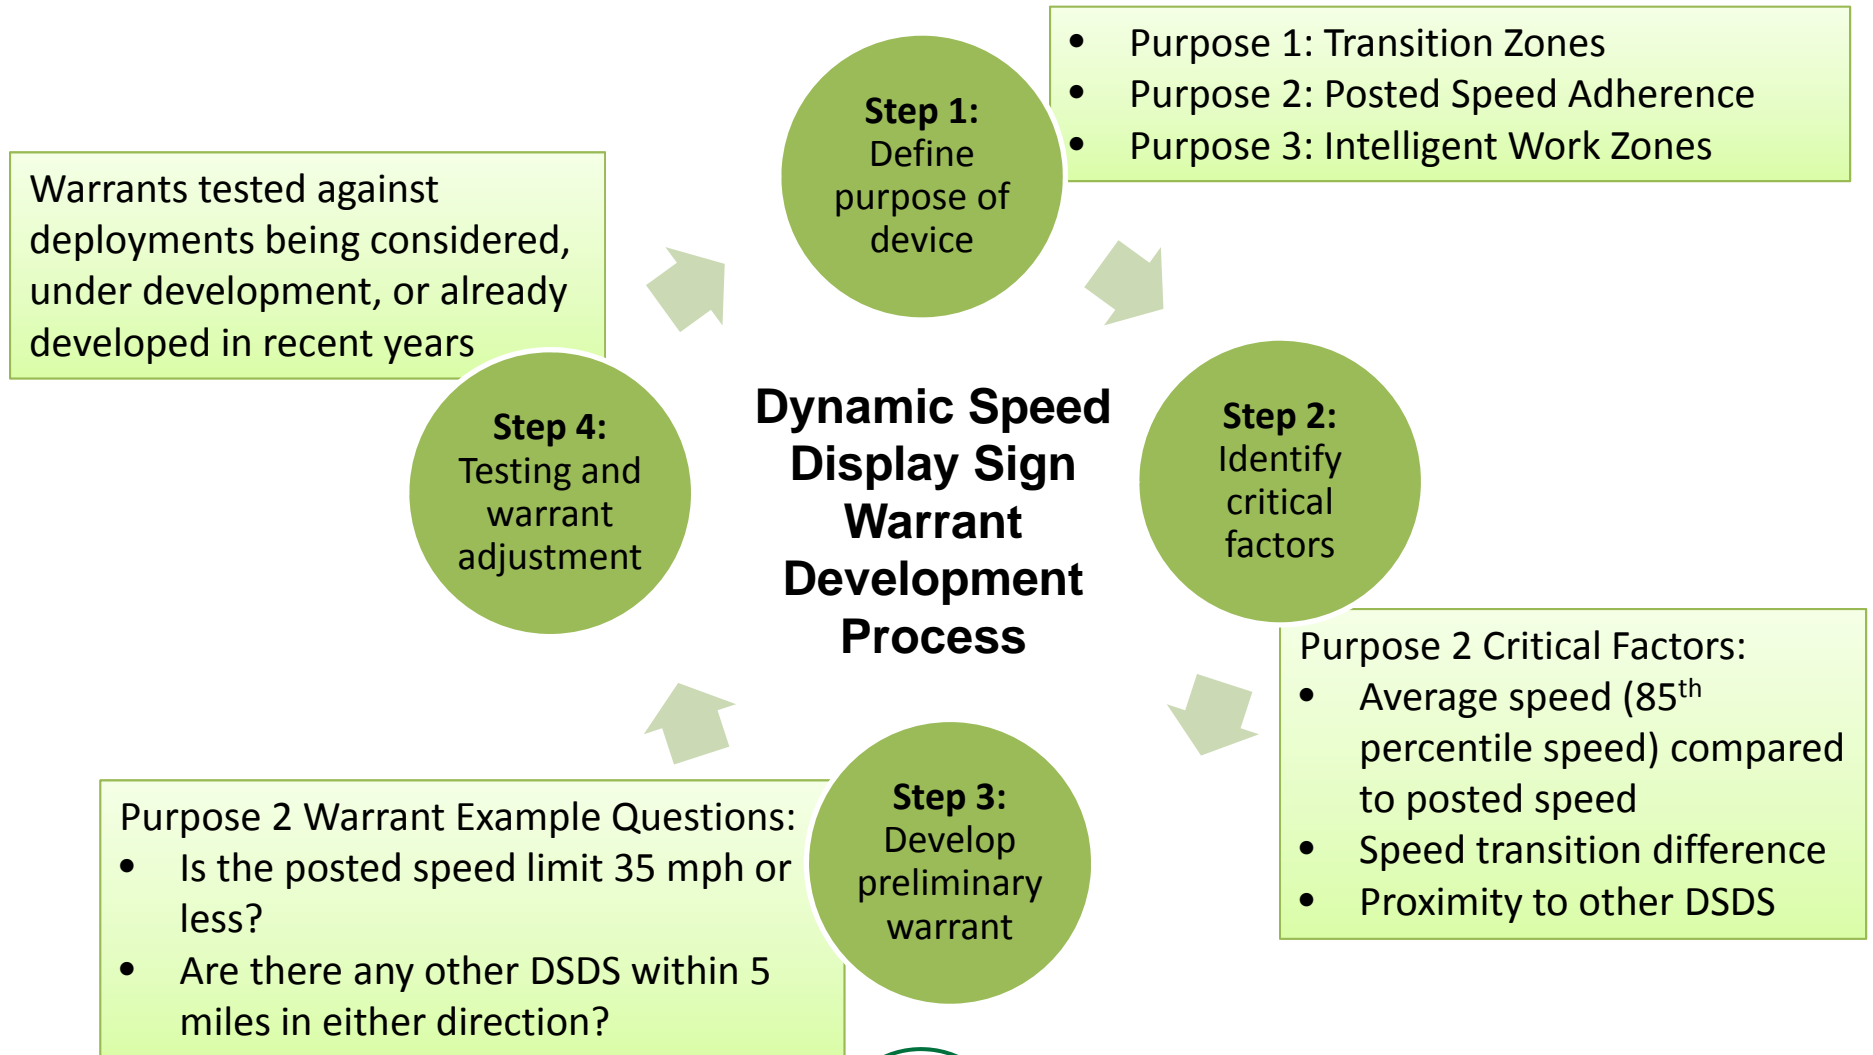 Step 1:
Define
purpose of
device
• Purpose 1: Transition Zones
• Purpose 2: Posted Speed Adherence
• Purpose 3: Intelligent Work Zones
Warrants tested against
deployments being considered,
under development, or already
developed in recent years
Step 4:
Testing and
warrant
adjustment
Dynamic Speed
Display Sign
Warrant
Development
Process
Step 2:
Identify
critical
factors
Purpose 2 Critical Factors:
• Average speed (85th
percentile speed) compared
to posted speed
• Speed transition difference
• Proximity to other DSDS
Step 3:
Develop
preliminary
warrant
Purpose 2 Warrant Example Questions:
• Is the posted speed limit 35 mph or
less?
• Are there any other DSDS within 5
miles in either direction?